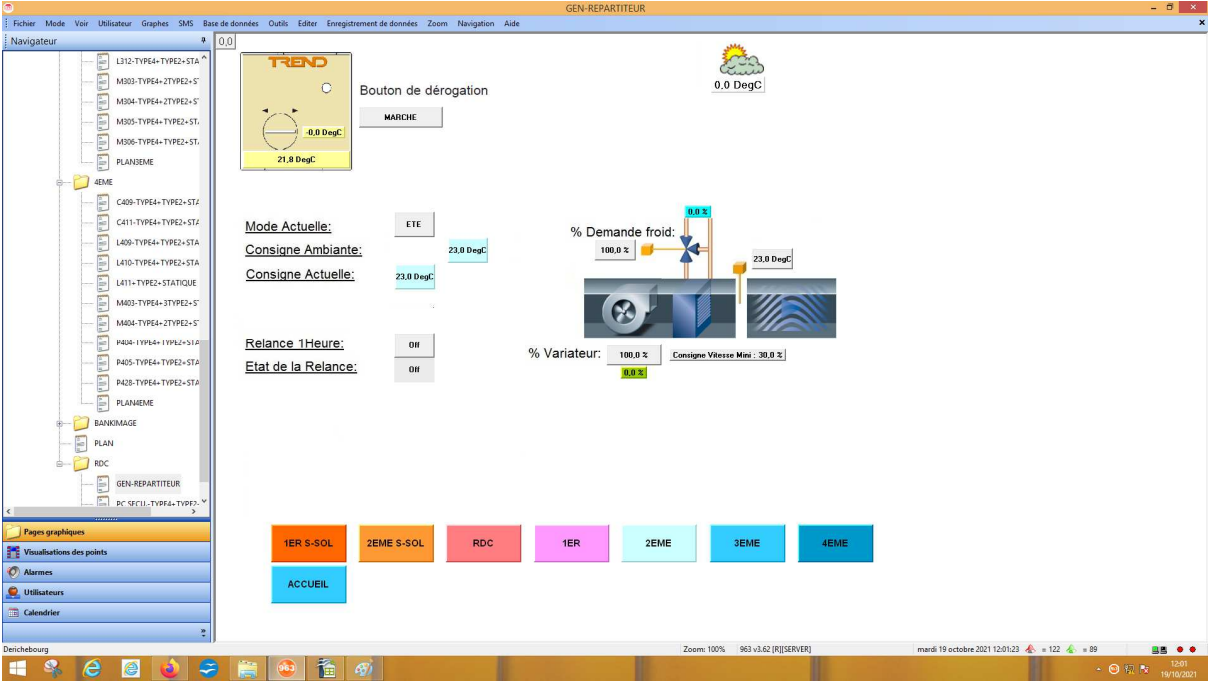 GEN-REPARTITEUR
Fichier Mode Voir Utilisateur Graphes SMS Base de données Outils Editer Enregistrement de données Zoom Navigation Aide
Navigateur
L312-TYPE4+TYPE2+STA
M303-TYPE4+2TYPE2+S
M304-TYPE4+2TYPE2+S
M305-TYPE4+TYPE2+ST
M306-TYPE4+TYPE2+ST
PLAN3EME
4EME
C409-TYPE4+TYPE2+STA
C411-TYPE4+TYPE2+STA
L409-TYPE4+TYPE2+STA
L410-TYPE4+TYPE2+STA
L411+TYPE2+STATIQUE
M403-TYPE4+3TYPE2+S
M404-TYPE4+2TYPE2+S
P404-TYPE4+TYPE2+STA
P405-TYPE4+TYPE2+STA
P428-TYPE4+TYPE2+STA
PLAN4EME
BANKIMAGE
PLAN
RDC
GEN-REPARTITEUR
PC SECU.-TYPE4+TYPE2-
Pages graphiques
Visualisations des points
Alarmes
Utilisateurs
Calendrier
0,0
TREND
-0,0 DegC
21,8 DegC
Bouton de dérogation
MARCHE
0,0 DegC
Mode Actuelle: ETE
Consigne Ambiante: 23,0 DegC
Consigne Actuelle: 23,0 DegC
Relance 1Heure: Off
Etat de la Relance: Off
0,0 %
% Demande froid:
100,0 %
23,0 DegC
% Variateur: 100,0 % Consigne Vitesse Mini : 30,0 %
0,0 %
1ER S-SOL 2EME S-SOL RDC 1ER 2EME 3EME 4EME
ACCUEIL
Derichebourg Zoom: 100% 963 v3.62 [R][SERVER] mardi 19 octobre 2021 12:01:23 = 122 = 89
963
12:01
19/10/2021